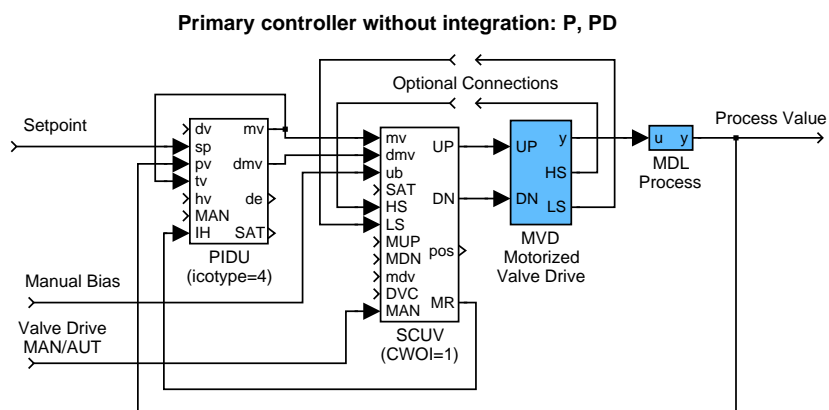 Primary controller without integration: P, PD
Optional Connections
Setpoint
Process Value
dv
mv
sp
pv
dmv
tv
hv
de
MAN
IH
SAT
PIDU
(icotype=4)
mv
UP
dmv
ub
SAT
DN
HS
LS
MUP
MDN
pos
mdv
DVC
MR
MAN
SCUV
(CWOI=1)
UP
y
HS
DN
LS
MVD
Motorized
Valve Drive
u y
MDL
Process
Manual Bias
Valve Drive
MAN/AUT